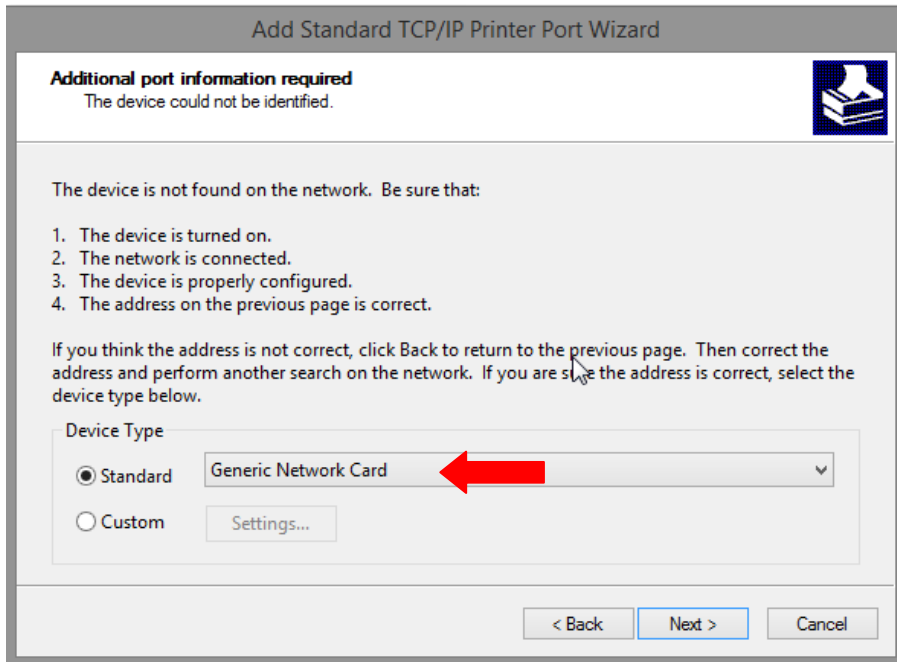 Add Standard TCP/IP Printer Port Wizard
Additional port information required
The device could not be identified.
The device is not found on the network. Be sure that:
1. The device is turned on.
2. The network is connected.
3. The device is properly configured.
4. The address on the previous page is correct.
If you think the address is not correct, click Back to return to the previous page. Then correct the
address and perform another search on the network. If you are sure the address is correct, select the
device type below.
Device Type
Standard
Generic Network Card
Custom
Settings...
< Back
Next >
Cancel